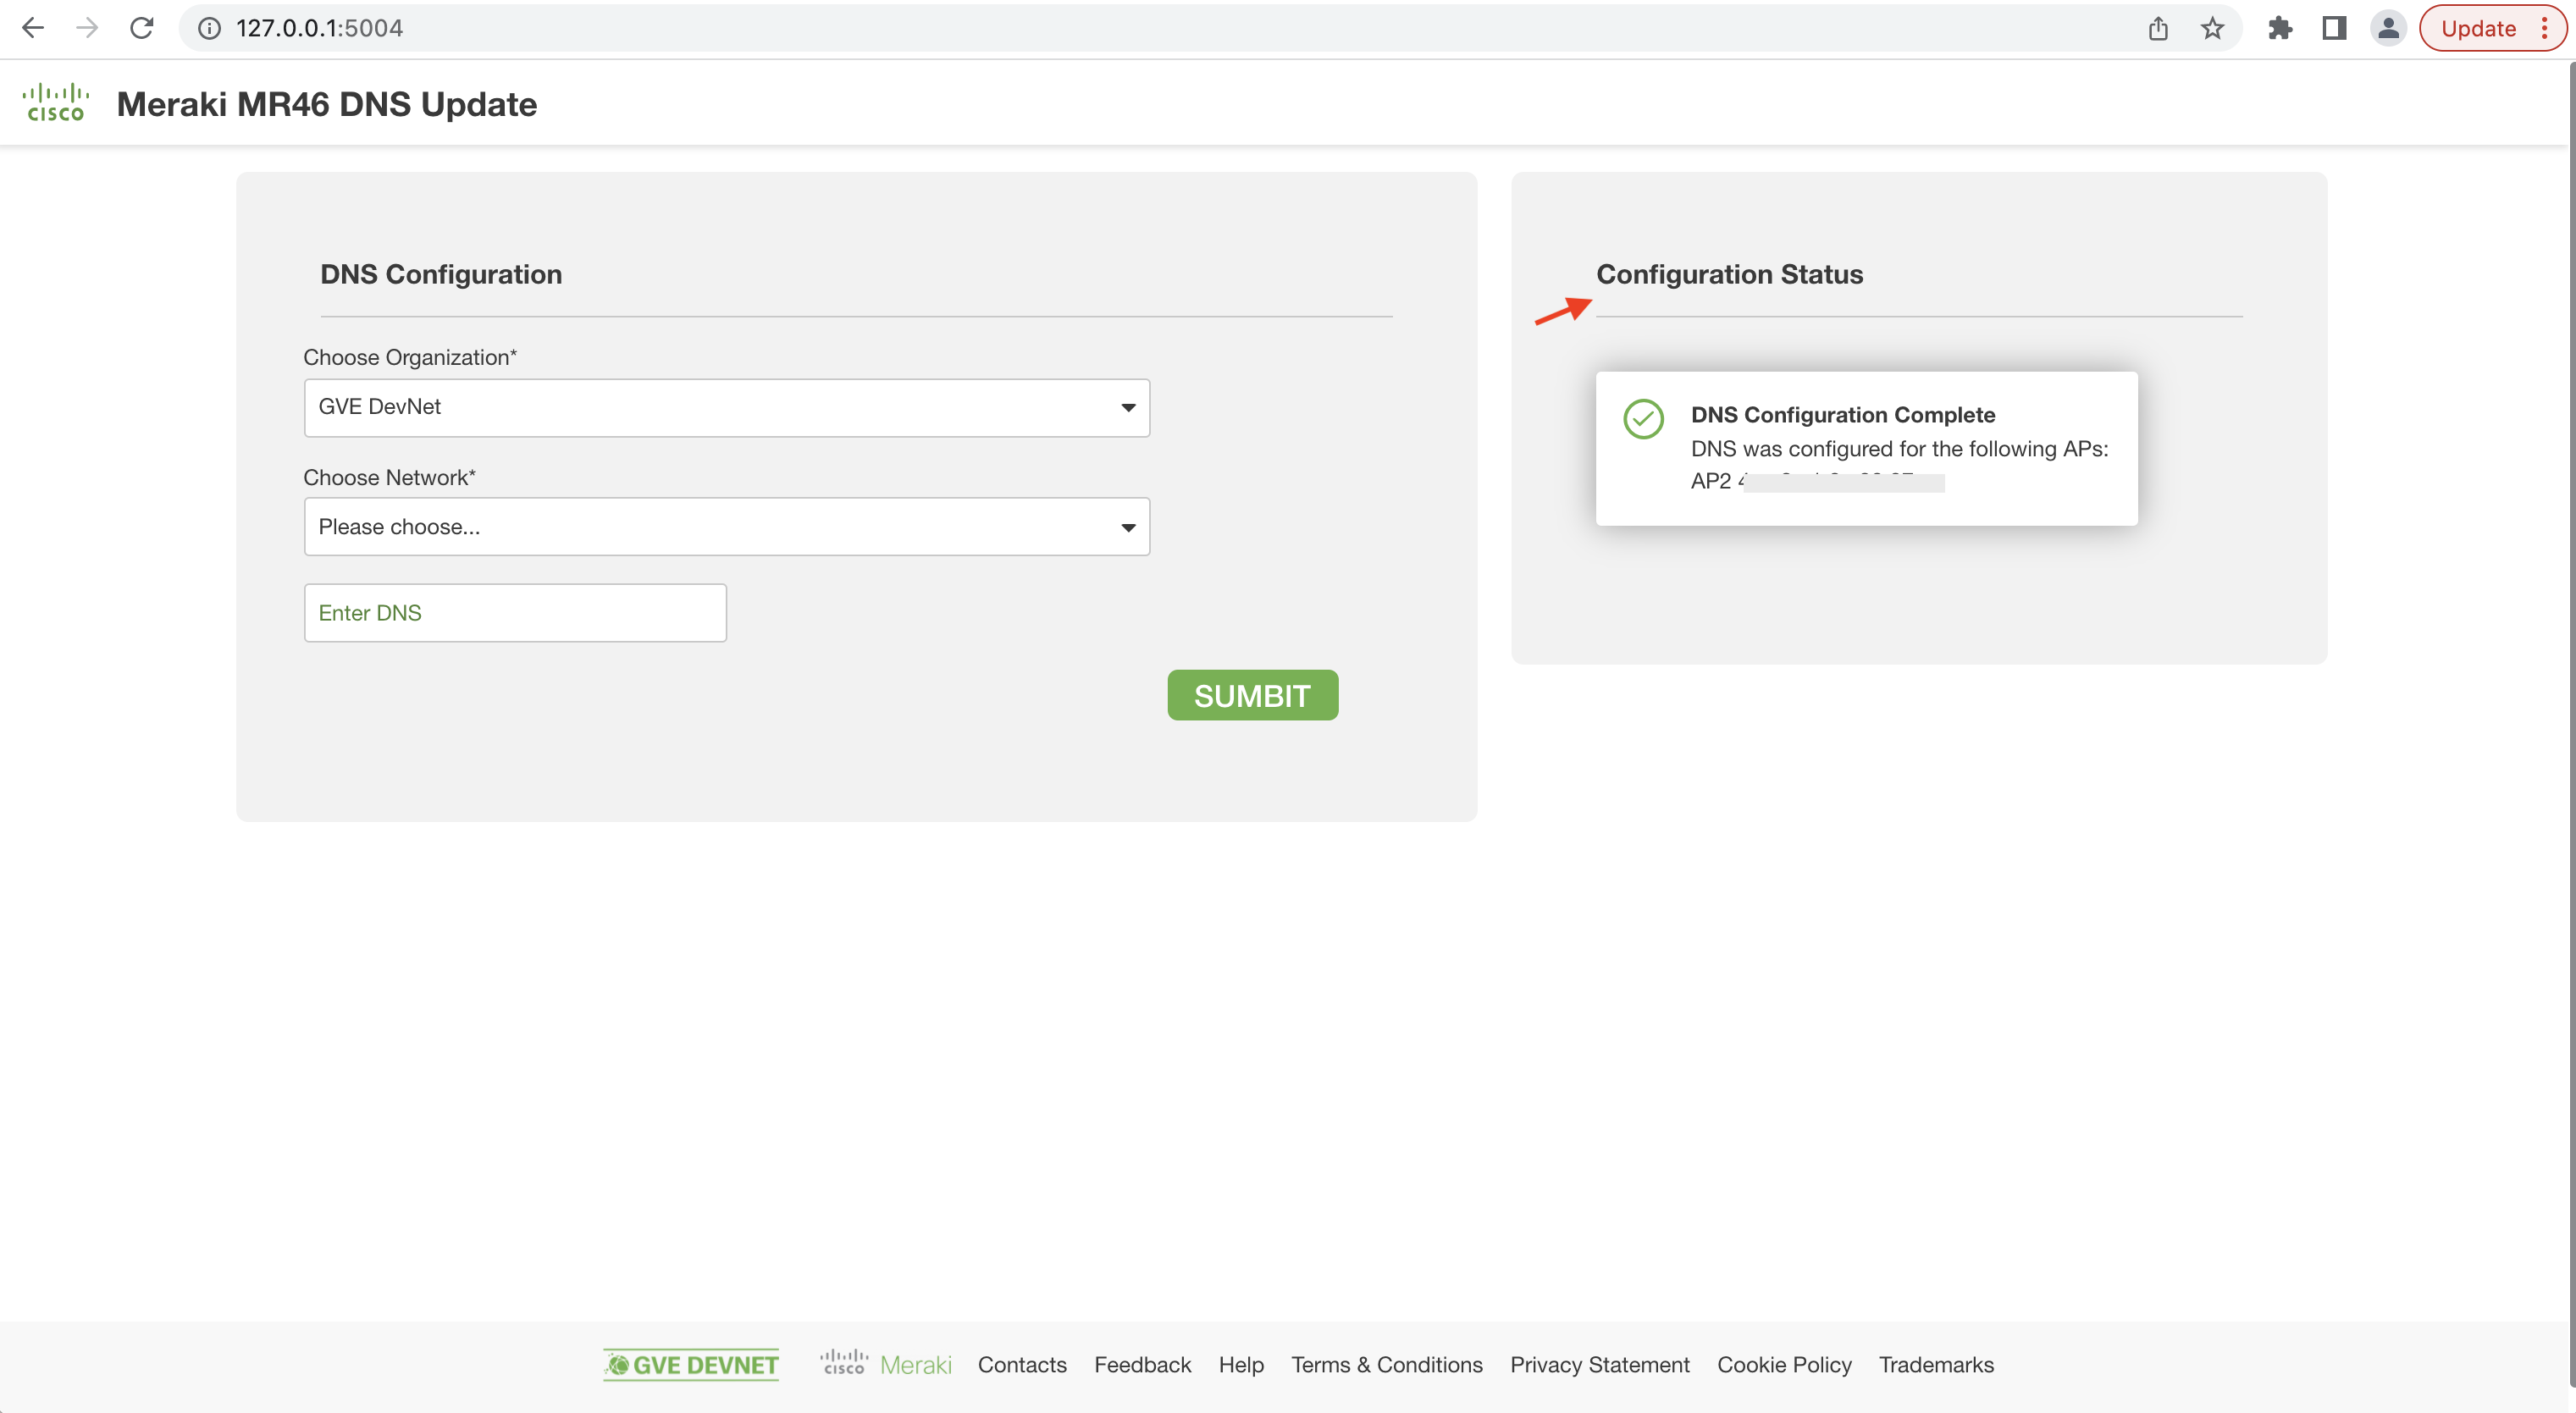 127.0.0.1:5004
Update
CISCO
Meraki MR46 DNS Update
DNS Configuration
Choose Organization*
GVE DevNet
Choose Network*
Please choose...
Enter DNS
SUMBIT
Configuration Status
DNS Configuration Complete
DNS was configured for the following APs:
AP2
GVE DEVNET
CISCO Meraki Contacts Feedback Help Terms & Conditions Privacy Statement Cookie Policy Trademarks